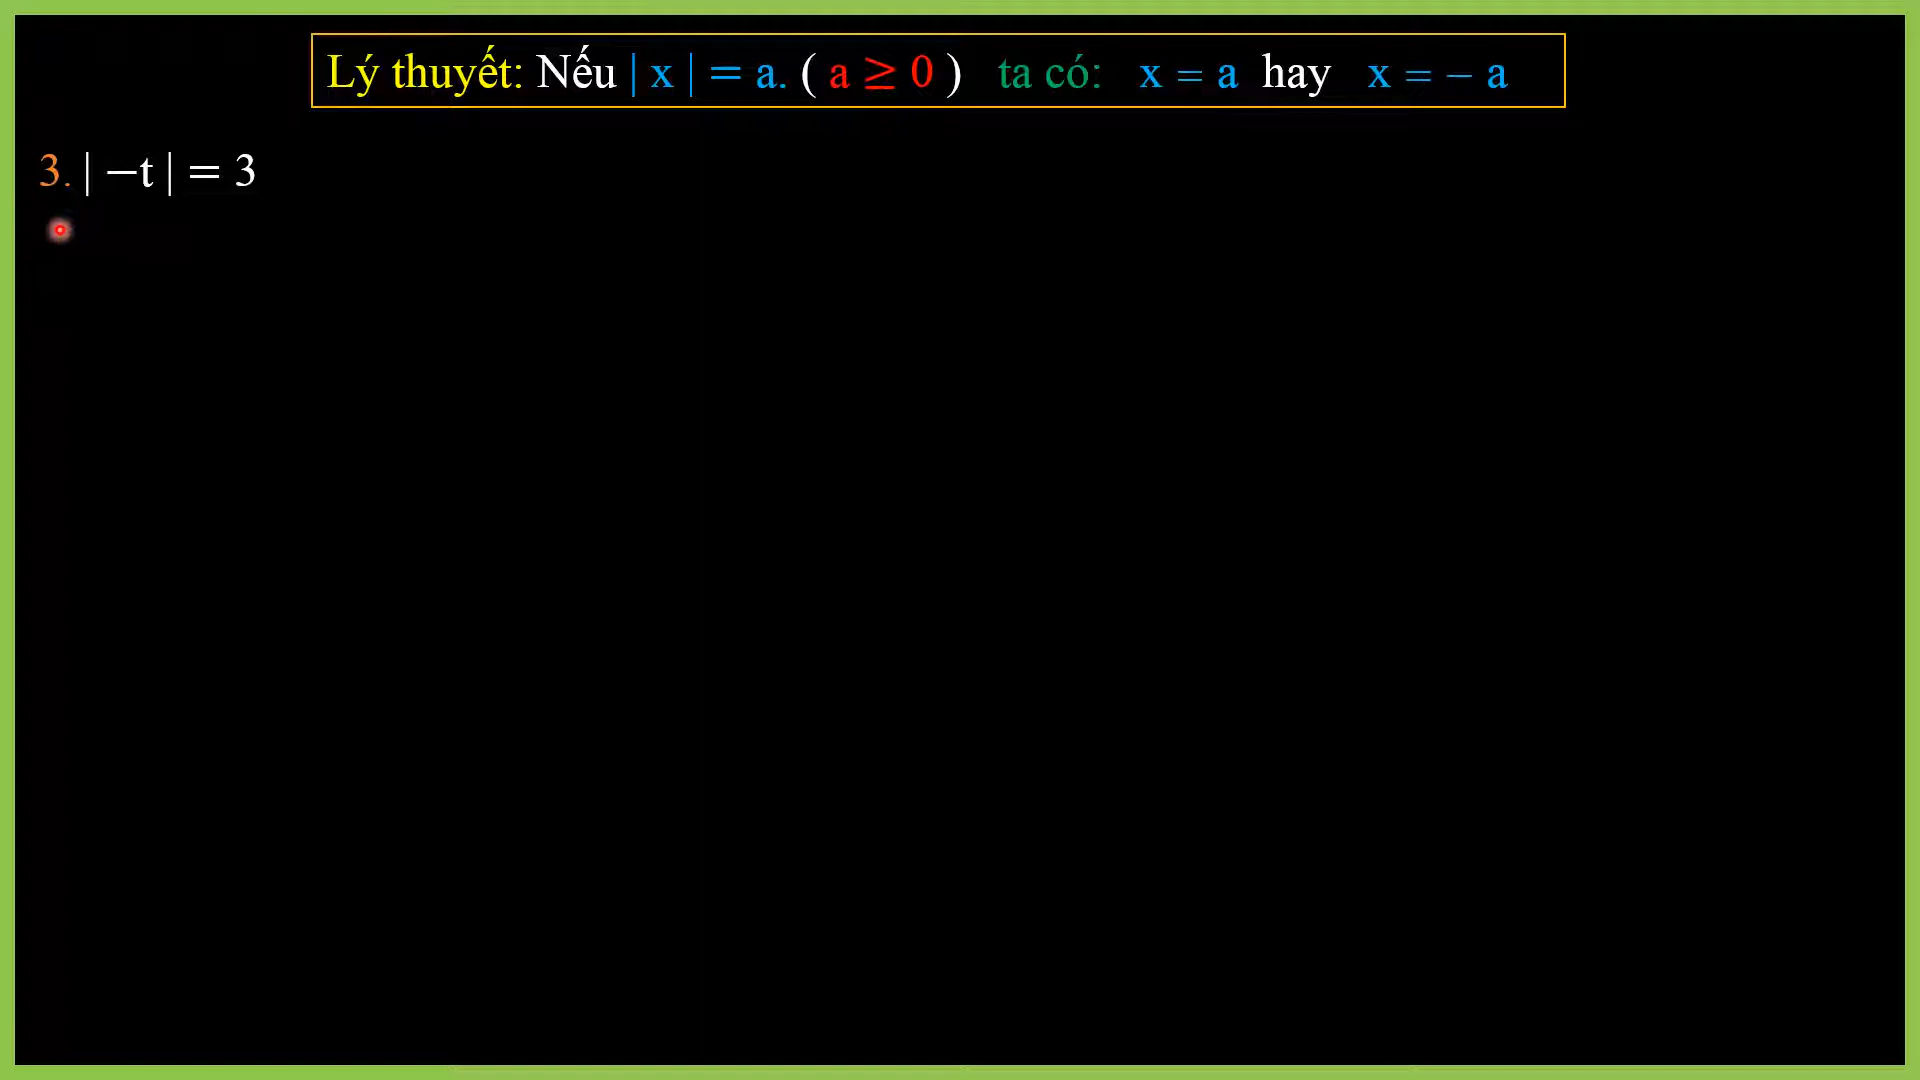 Lý thuyết: Nếu | x | = a. ( a ≥ 0 ) ta có: x = a hay x = – a
3. | −t | = 3